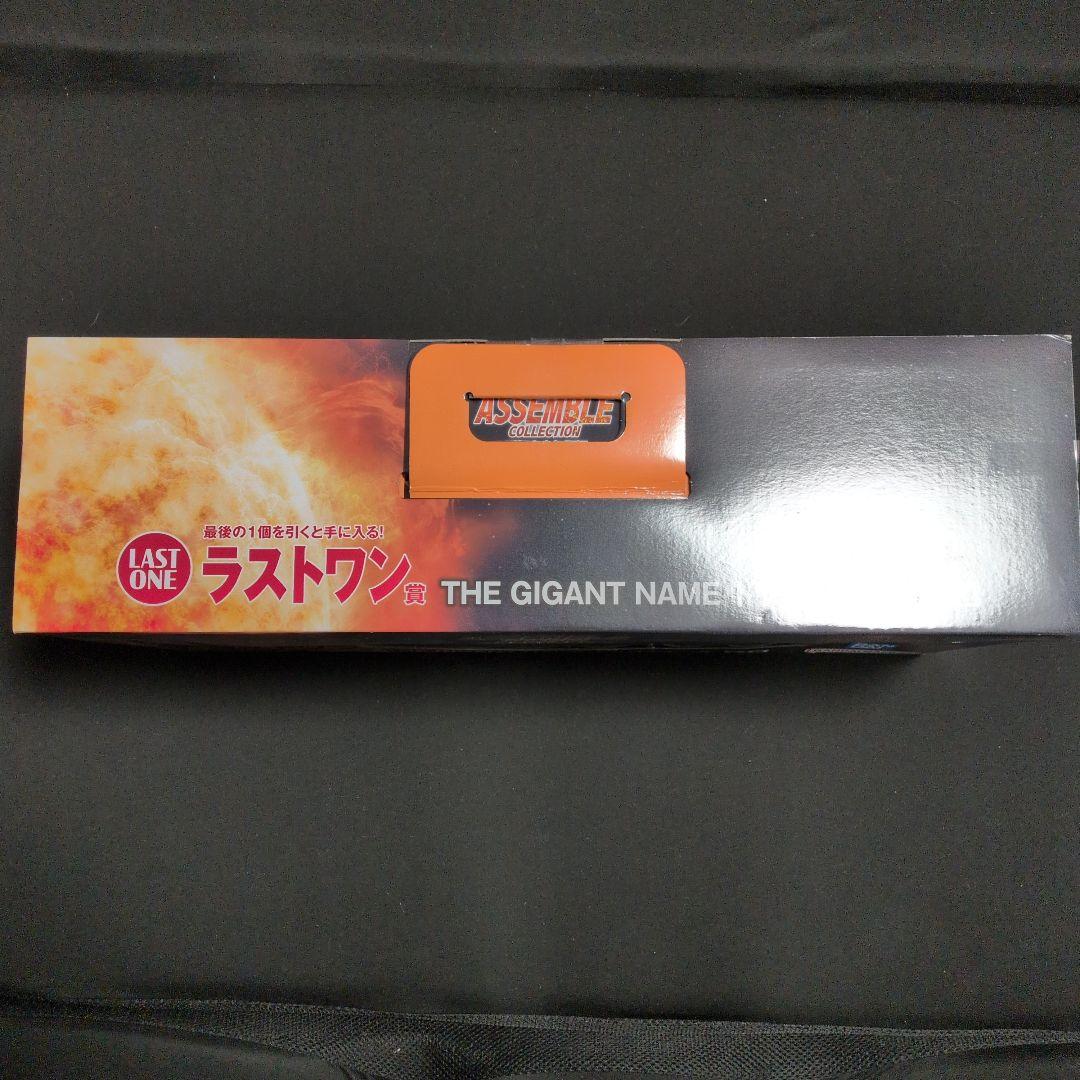 ASSEMBLE
COLLECTION
最後の1個を引くと手に入る!
LAST
ONE
ラストワン賞
THE GIGANT NAME